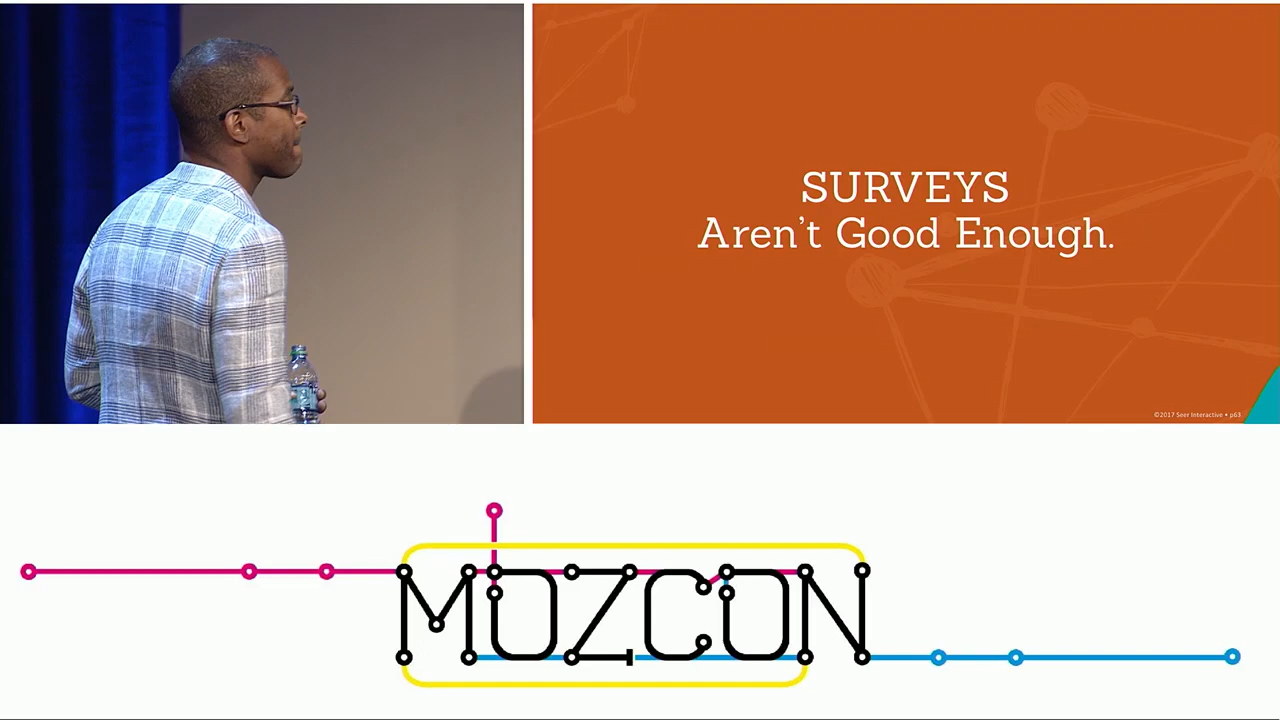 SURVEYS
Aren't Good Enough.
©2017 Seer Interactive • p63
MOZCON